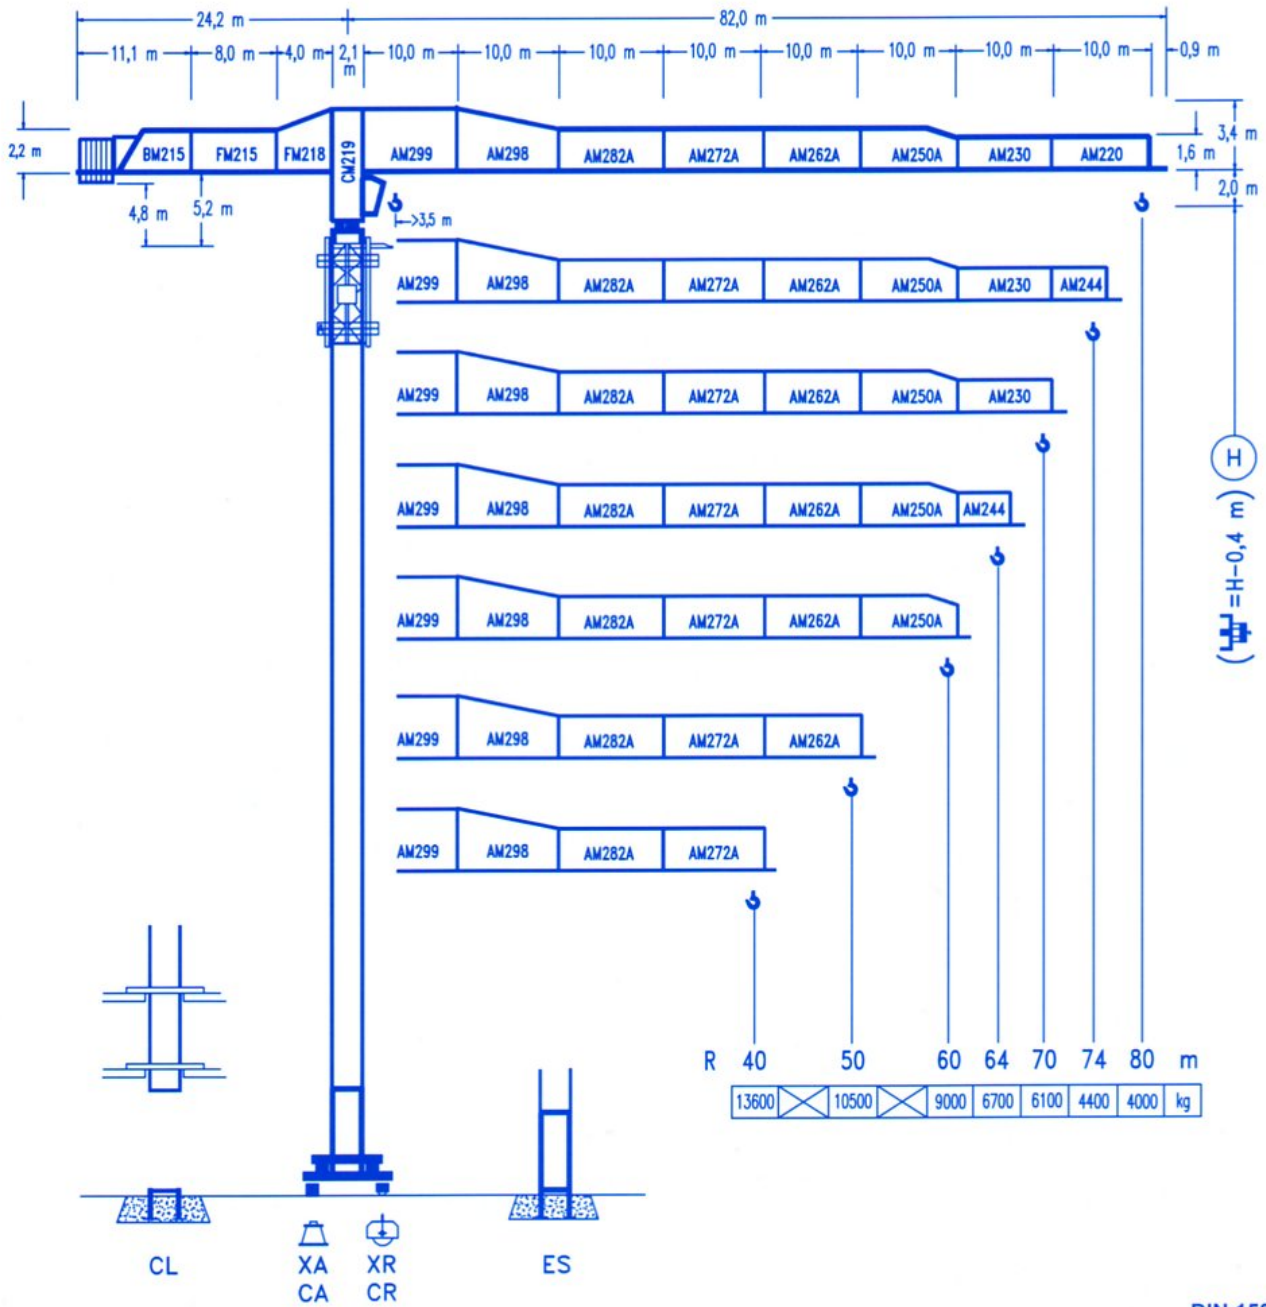 24,2 m 82,0 m
11,1 m 8,0 m 4,0 m 2,1 m 10,0 m 10,0 m 10,0 m 10,0 m 10,0 m 10,0 m 10,0 m 10,0 m 0,9 m
2,2 m BM215 FM215 FM218 CM219 AM299 AM298 AM282A AM272A AM262A AM250A AM230 AM220 1,6 m 3,4 m
4,8 m 5,2 m >3,5 m 2,0 m
AM299 AM298 AM282A AM272A AM262A AM250A AM230 AM244
AM299 AM298 AM282A AM272A AM262A AM250A AM230
H
(=H-0,4 m)
AM299 AM298 AM282A AM272A AM262A AM250A AM244
AM299 AM298 AM282A AM272A AM262A AM250A
AM299 AM298 AM282A AM272A AM262A
AM299 AM298 AM282A AM272A
R 40 50 60 64 70 74 80 m
13600 10500 9000 6700 6100 4400 4000 kg
CL XA XR ES
CA CR